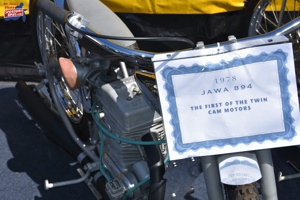 1978
JAWA 894
THE FIRST OF THE TWIN
CAM MOTORS